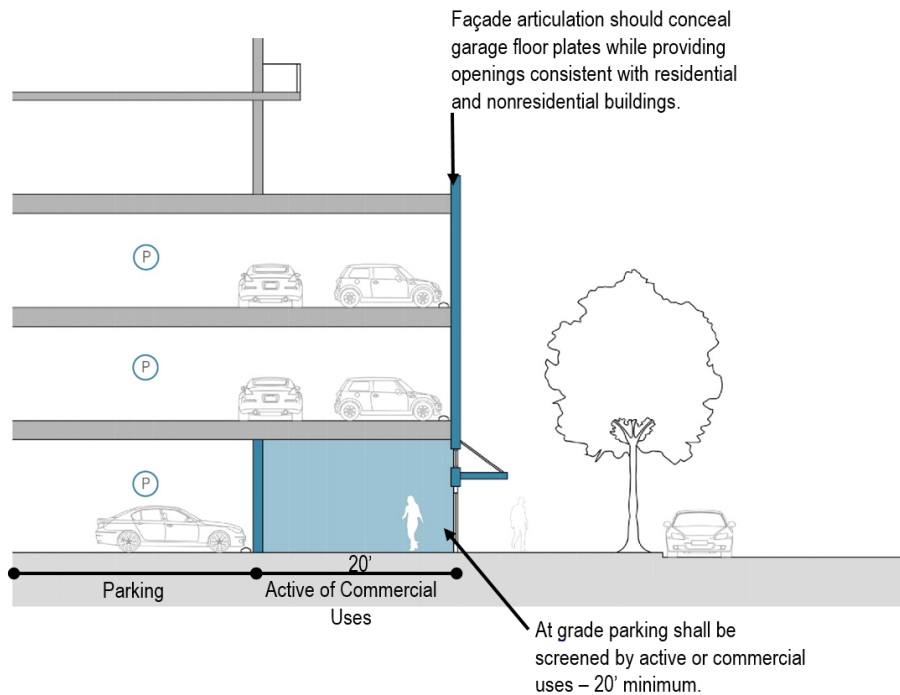 Façade articulation should conceal
garage floor plates while providing
openings consistent with residential
and nonresidential buildings.
P
P
P
20'
Parking
Active of Commercial
Uses
At grade parking shall be
screened by active or commercial
uses – 20' minimum.